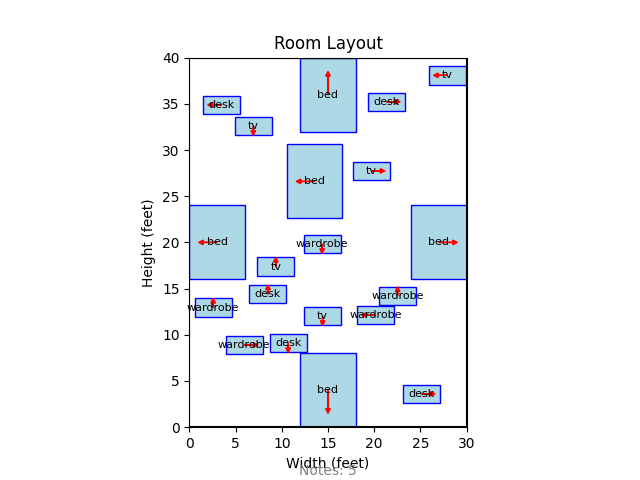 Room Layout
40
tv
bed
desk
desk
35
tv
30
tv
bed
25
bed
bed
20
wardrobe
tv
desk
wardrobe
15
wardrobe
tv
wardrobe
10
wardrobe
desk
5
bed
desk
0
0 5 10 15 20 25 30
Height (feet)
Width (feet)
Notes: 5